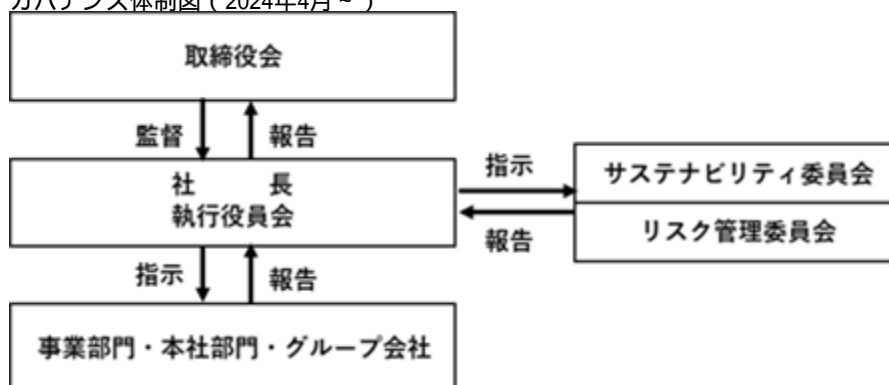 ガバナンス体制図（2024年4月～）
取締役会
監督
報告
社　　長
執行役員会
指示
報告
サステナビリティ委員会
リスク管理委員会
指示
報告
事業部門・本社部門・グループ会社